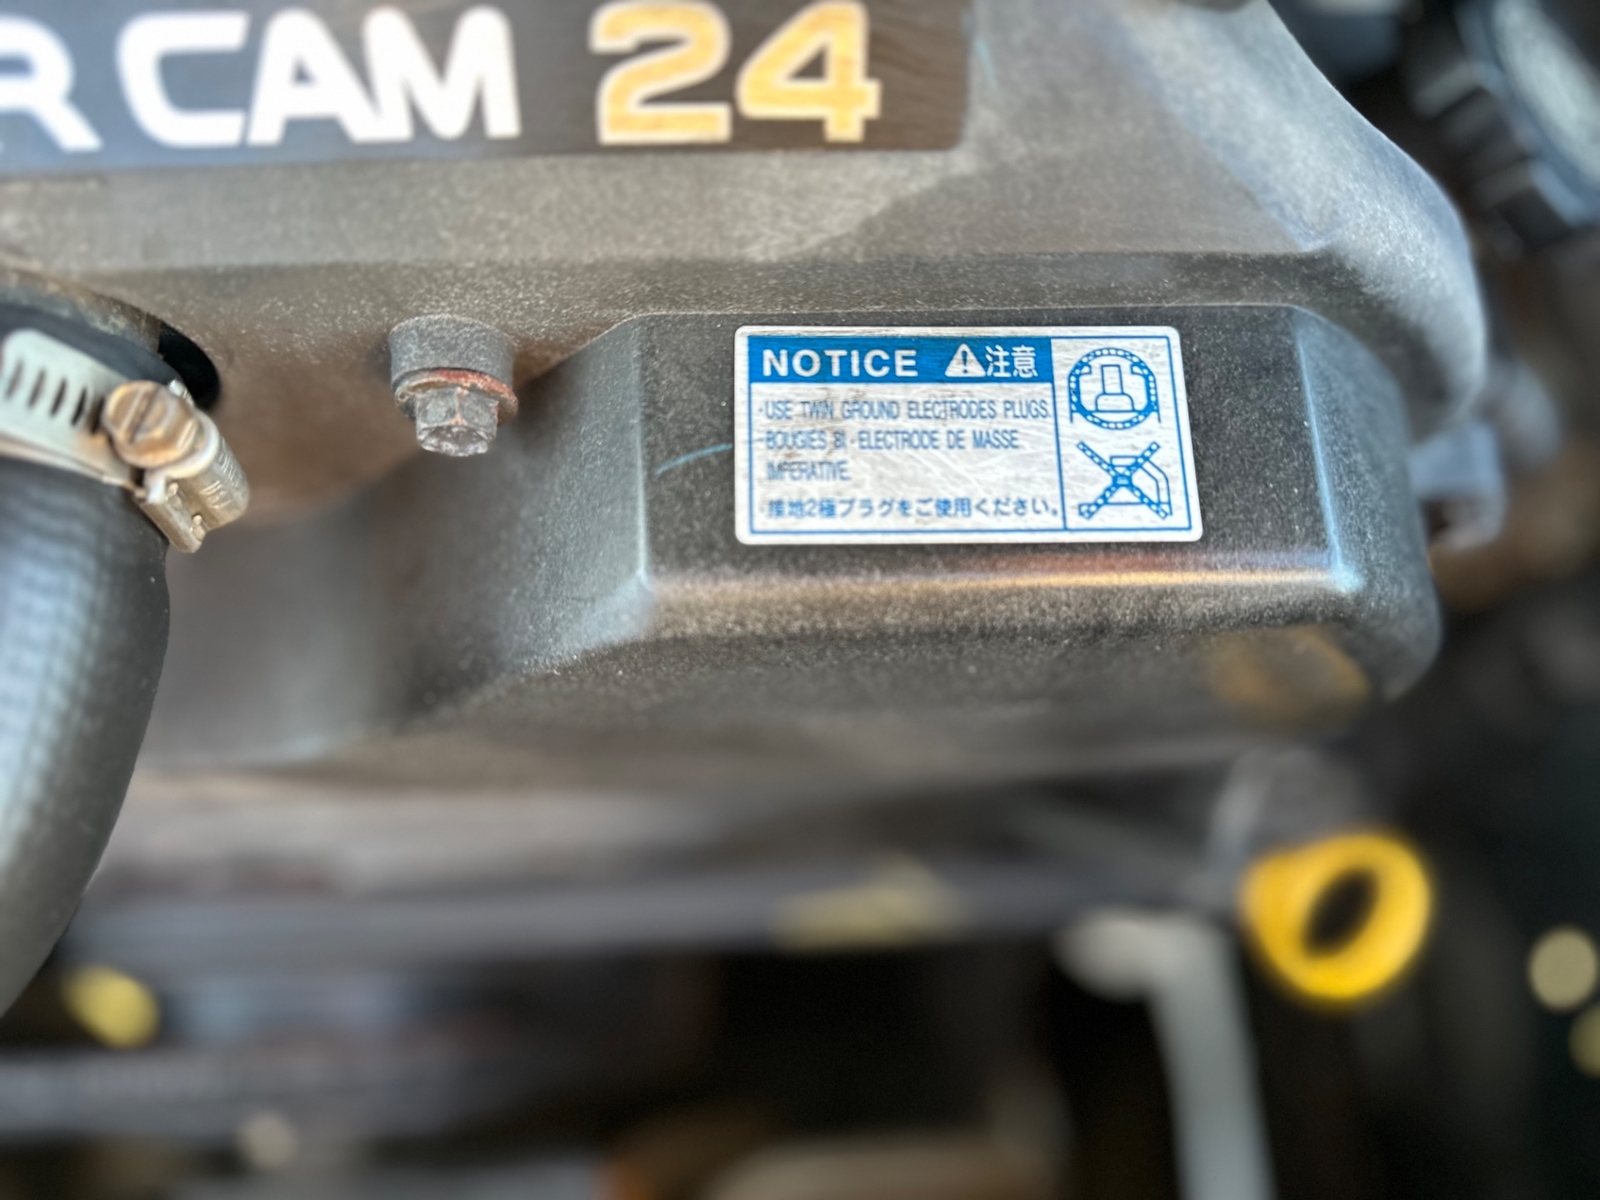 R CAM 24
NOTICE ⚠注意
·USE TWIN GROUND ELECTRODES PLUGS.
BOUGIES BI-ELECTRODE DE MASSE
IMPERATIVE.
·接地2極プラグをご使用ください。